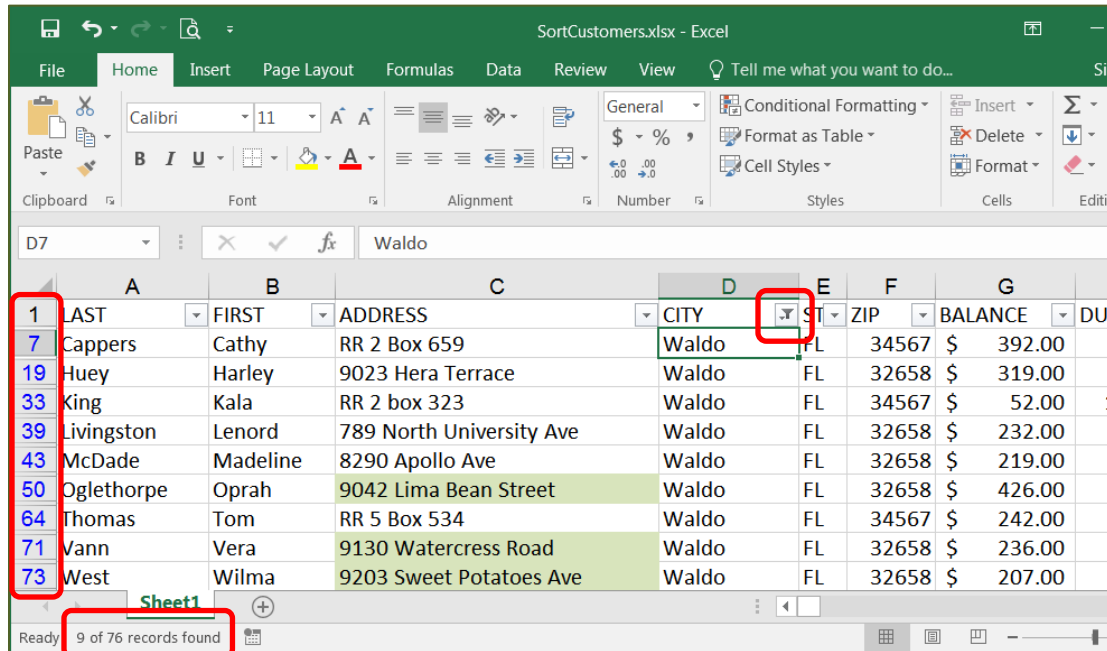 SortCustomers.xlsx - Excel
File Home Insert Page Layout Formulas Data Review View Tell me what you want to do... Si
Calibri 11 A A General Conditional Formatting Insert Σ
Paste B I U A $ % , Format as Table Delete
.0 .00 .00 .0 Cell Styles Format
Clipboard Font Alignment Number Styles Cells Editi
D7 fx Waldo
A B C D E F G
1 LAST FIRST ADDRESS CITY ST ZIP BALANCE DU
7 Cappers Cathy RR 2 Box 659 Waldo FL 34567 $ 392.00
19 Huey Harley 9023 Hera Terrace Waldo FL 32658 $ 319.00
33 King Kala RR 2 box 323 Waldo FL 34567 $ 52.00
39 Livingston Lenord 789 North University Ave Waldo FL 32658 $ 232.00
43 McDade Madeline 8290 Apollo Ave Waldo FL 32658 $ 219.00
50 Oglethorpe Oprah 9042 Lima Bean Street Waldo FL 32658 $ 426.00
64 Thomas Tom RR 5 Box 534 Waldo FL 34567 $ 242.00
71 Vann Vera 9130 Watercress Road Waldo FL 32658 $ 236.00
73 West Wilma 9203 Sweet Potatoes Ave Waldo FL 32658 $ 207.00
Sheet1
Ready 9 of 76 records found